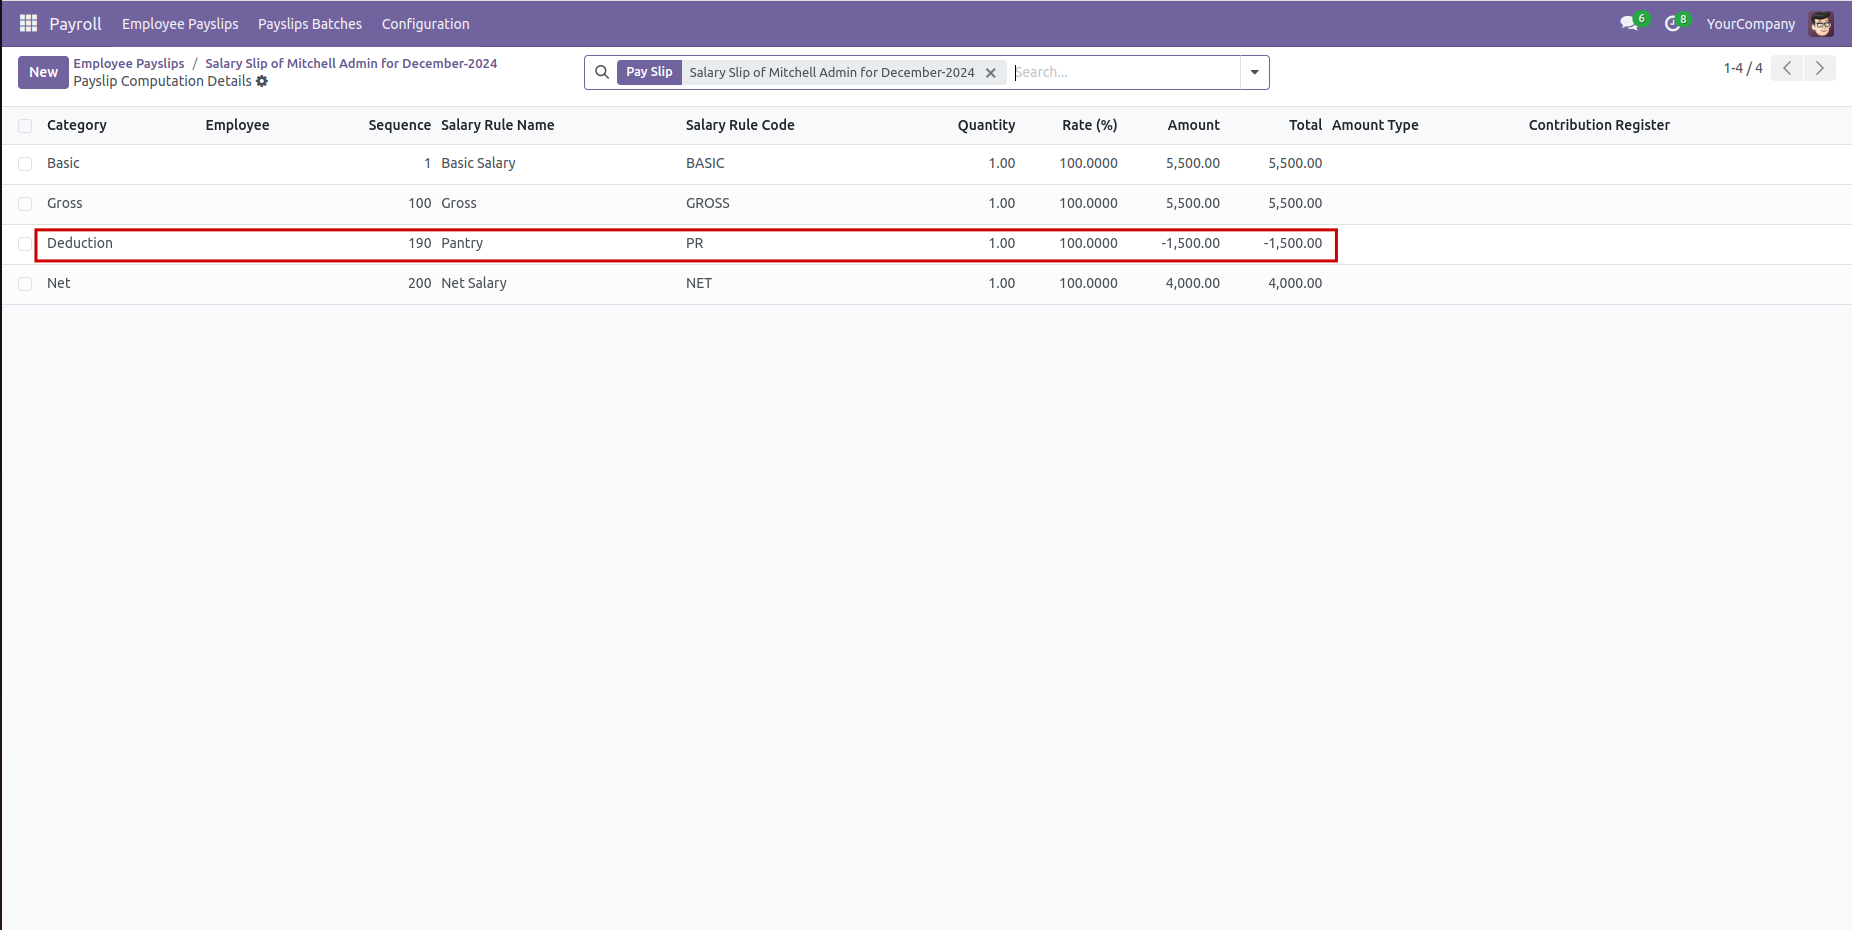 Payroll Employee Payslips Payslips Batches Configuration 6 8 YourCompany
New Employee Payslips / Salary Slip of Mitchell Admin for December-2024
Payslip Computation Details
Pay Slip Salary Slip of Mitchell Admin for December-2024 Search...
1-4 / 4
Category Employee Sequence Salary Rule Name Salary Rule Code Quantity Rate (%) Amount Total Amount Type Contribution Register
Basic 1 Basic Salary BASIC 1.00 100.0000 5,500.00 5,500.00
Gross 100 Gross GROSS 1.00 100.0000 5,500.00 5,500.00
Deduction 190 Pantry PR 1.00 100.0000 -1,500.00 -1,500.00
Net 200 Net Salary NET 1.00 100.0000 4,000.00 4,000.00